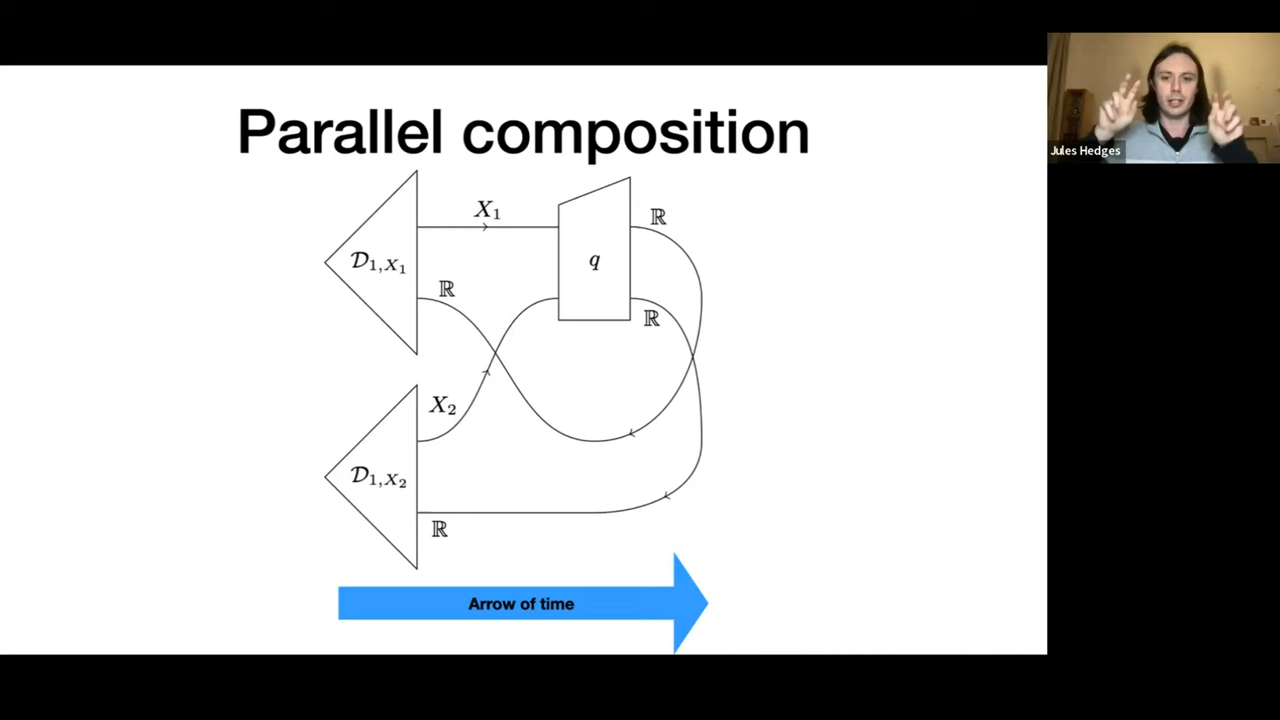 Parallel composition
X₁
ℝ
𝒟₁,X₁
q
ℝ
ℝ
X₂
𝒟₁,X₂
ℝ
Arrow of time
Jules Hedges